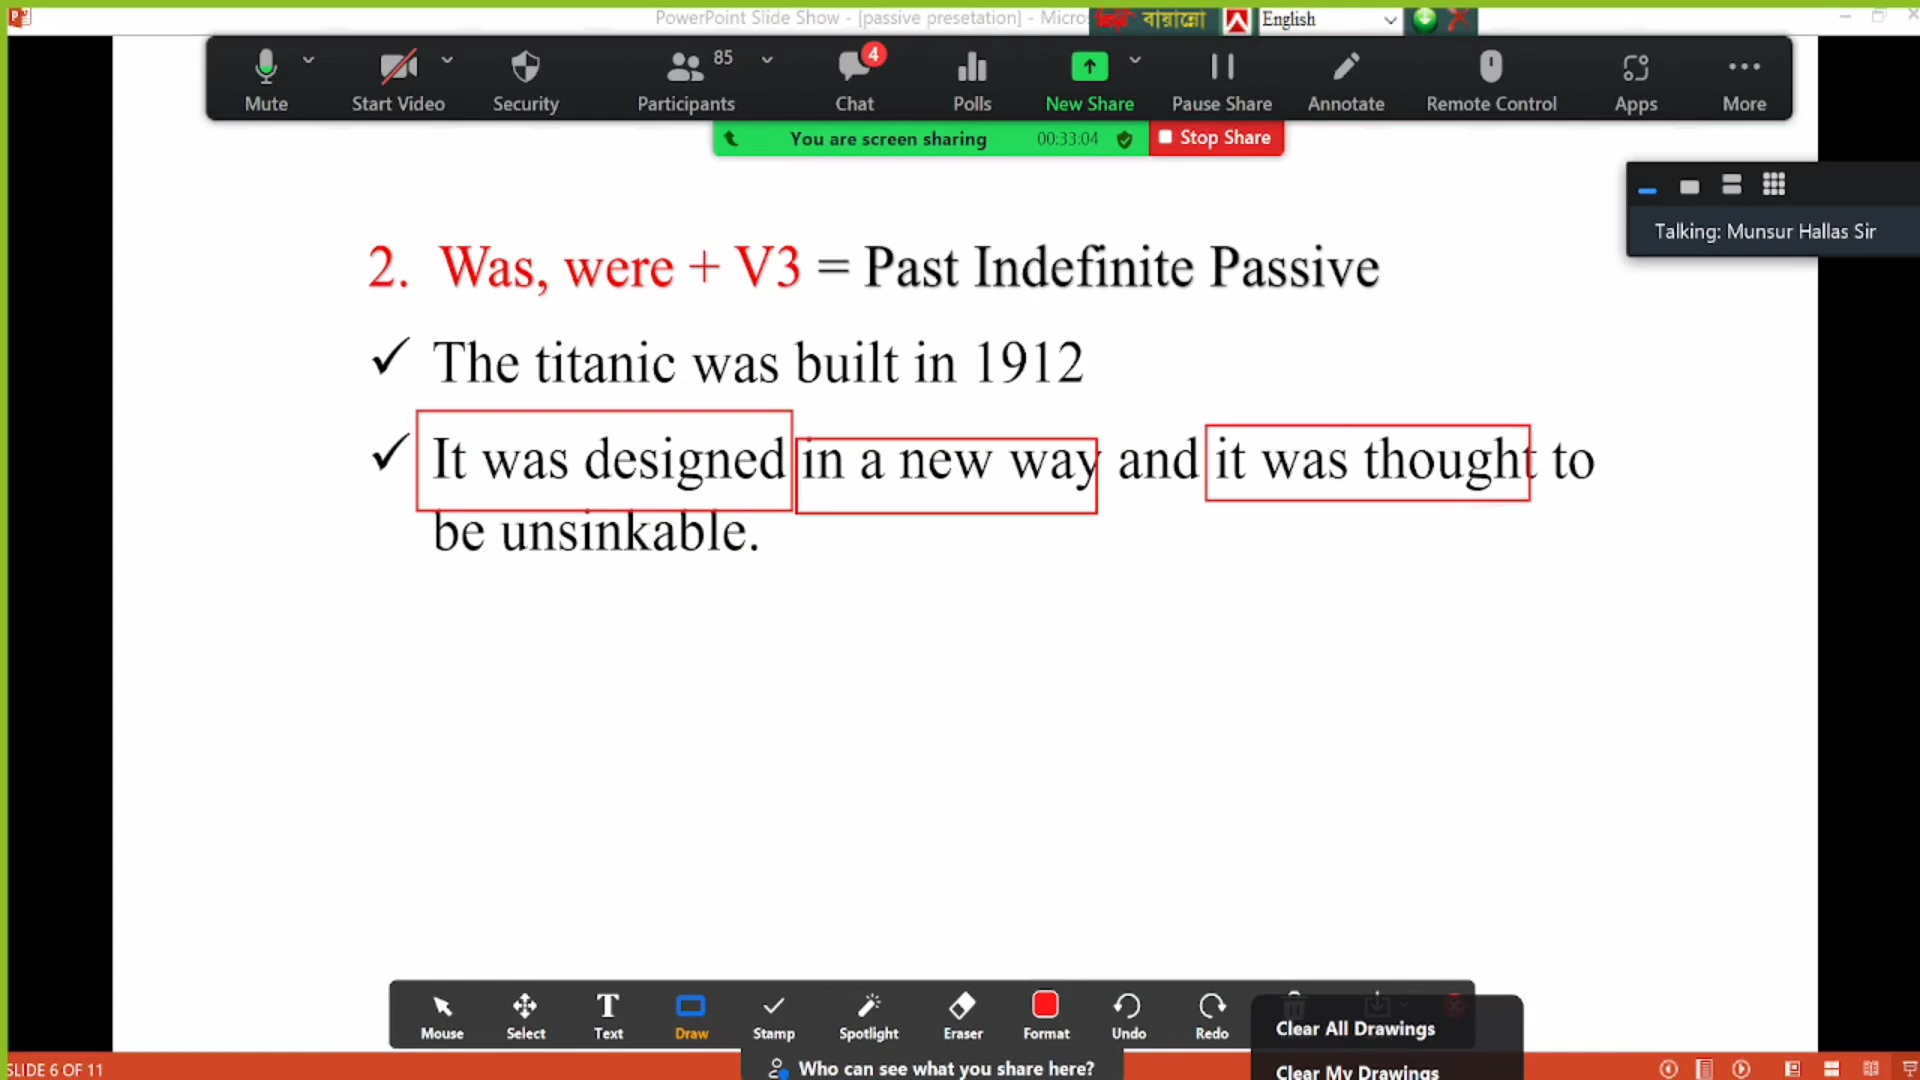 PowerPoint Slide Show - [passive presetation] - Micros
বায়ান্নো
English
85
4
Mute
Start Video
Security
Participants
Chat
Polls
New Share
Pause Share
Annotate
Remote Control
Apps
More
You are screen sharing
00:33:04
Stop Share
Talking: Munsur Hallas Sir
2. Was, were + V3 = Past Indefinite Passive
✓ The titanic was built in 1912
✓ It was designed in a new way and it was thought to
be unsinkable.
Mouse
Select
Text
Draw
Stamp
Spotlight
Eraser
Format
Undo
Redo
Clear All Drawings
Clear My Drawings
Who can see what you share here?
SLIDE 6 OF 11